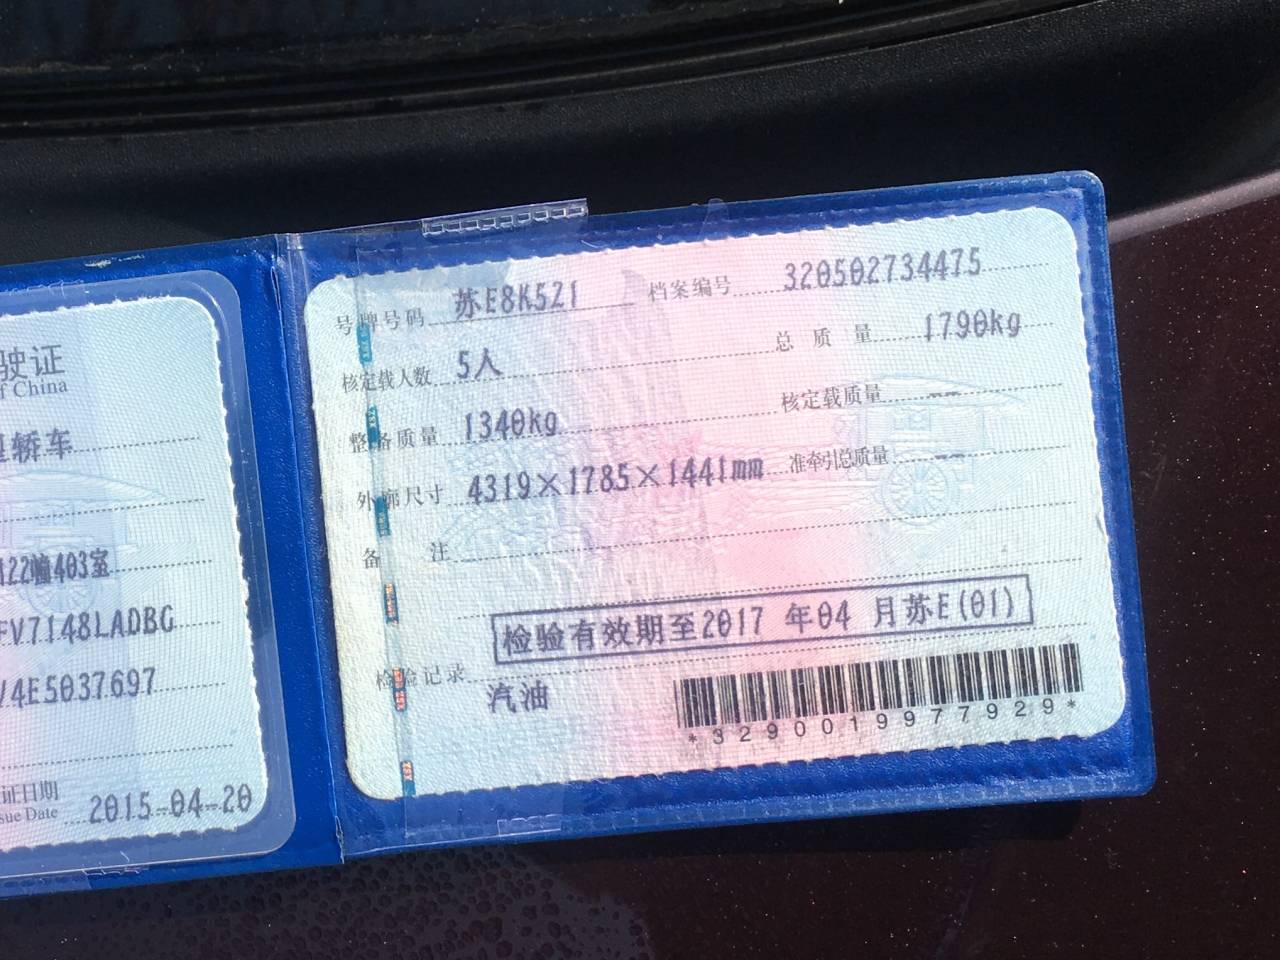 驶证
of China
轿车
22幢403室
FV7148LADBG
V4E5037697
证日期
sue Date 2015-04-20
号牌号码 苏E8K521 档案编号 320502734475
核定载人数 5人 总质量 1790kg
整备质量 1340kg 核定载质量 --
外廓尺寸 4319×1785×1441mm 准牵引总质量 --
备注
检验有效期至2017 年04 月苏E(01)
检验记录
汽油
*3290019977929*